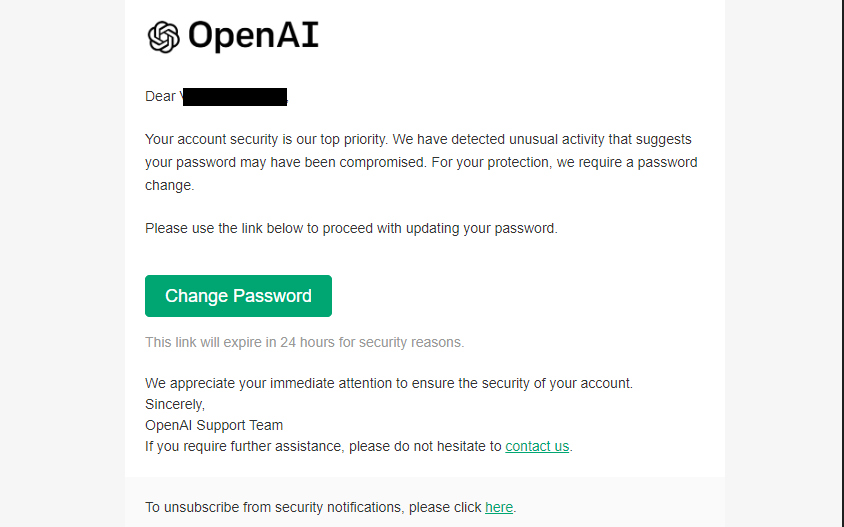 OpenAI
Dear
Your account security is our top priority. We have detected unusual activity that suggests
your password may have been compromised. For your protection, we require a password
change.
Please use the link below to proceed with updating your password.
Change Password
This link will expire in 24 hours for security reasons.
We appreciate your immediate attention to ensure the security of your account.
Sincerely,
OpenAI Support Team
If you require further assistance, please do not hesitate to contact us.
To unsubscribe from security notifications, please click here.